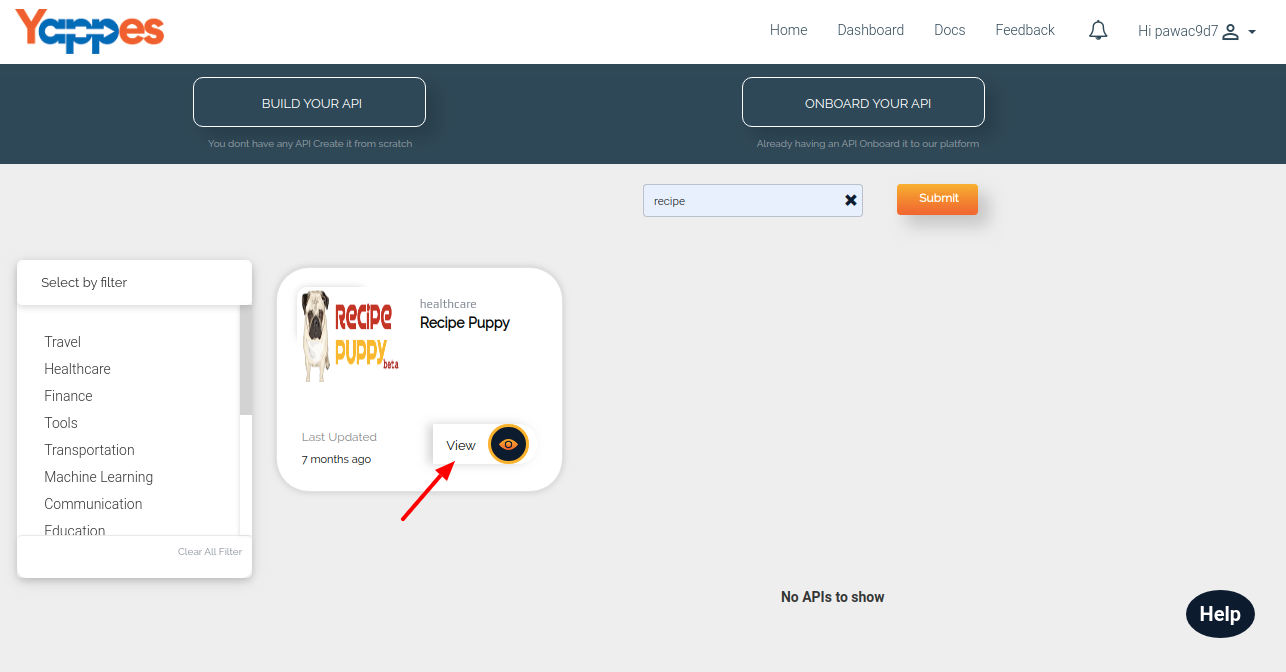 Yappes
Home Dashboard Docs Feedback Hi pawac9d7
BUILD YOUR API
You dont have any API Create it from scratch
ONBOARD YOUR API
Already having an API Onboard it to our platform
recipe
Submit
Select by filter
Travel
Healthcare
Finance
Tools
Transportation
Machine Learning
Communication
Education
Clear All Filter
RECIPE
PUPPY
beta
healthcare
Recipe Puppy
Last Updated
7 months ago
View
No APIs to show
Help